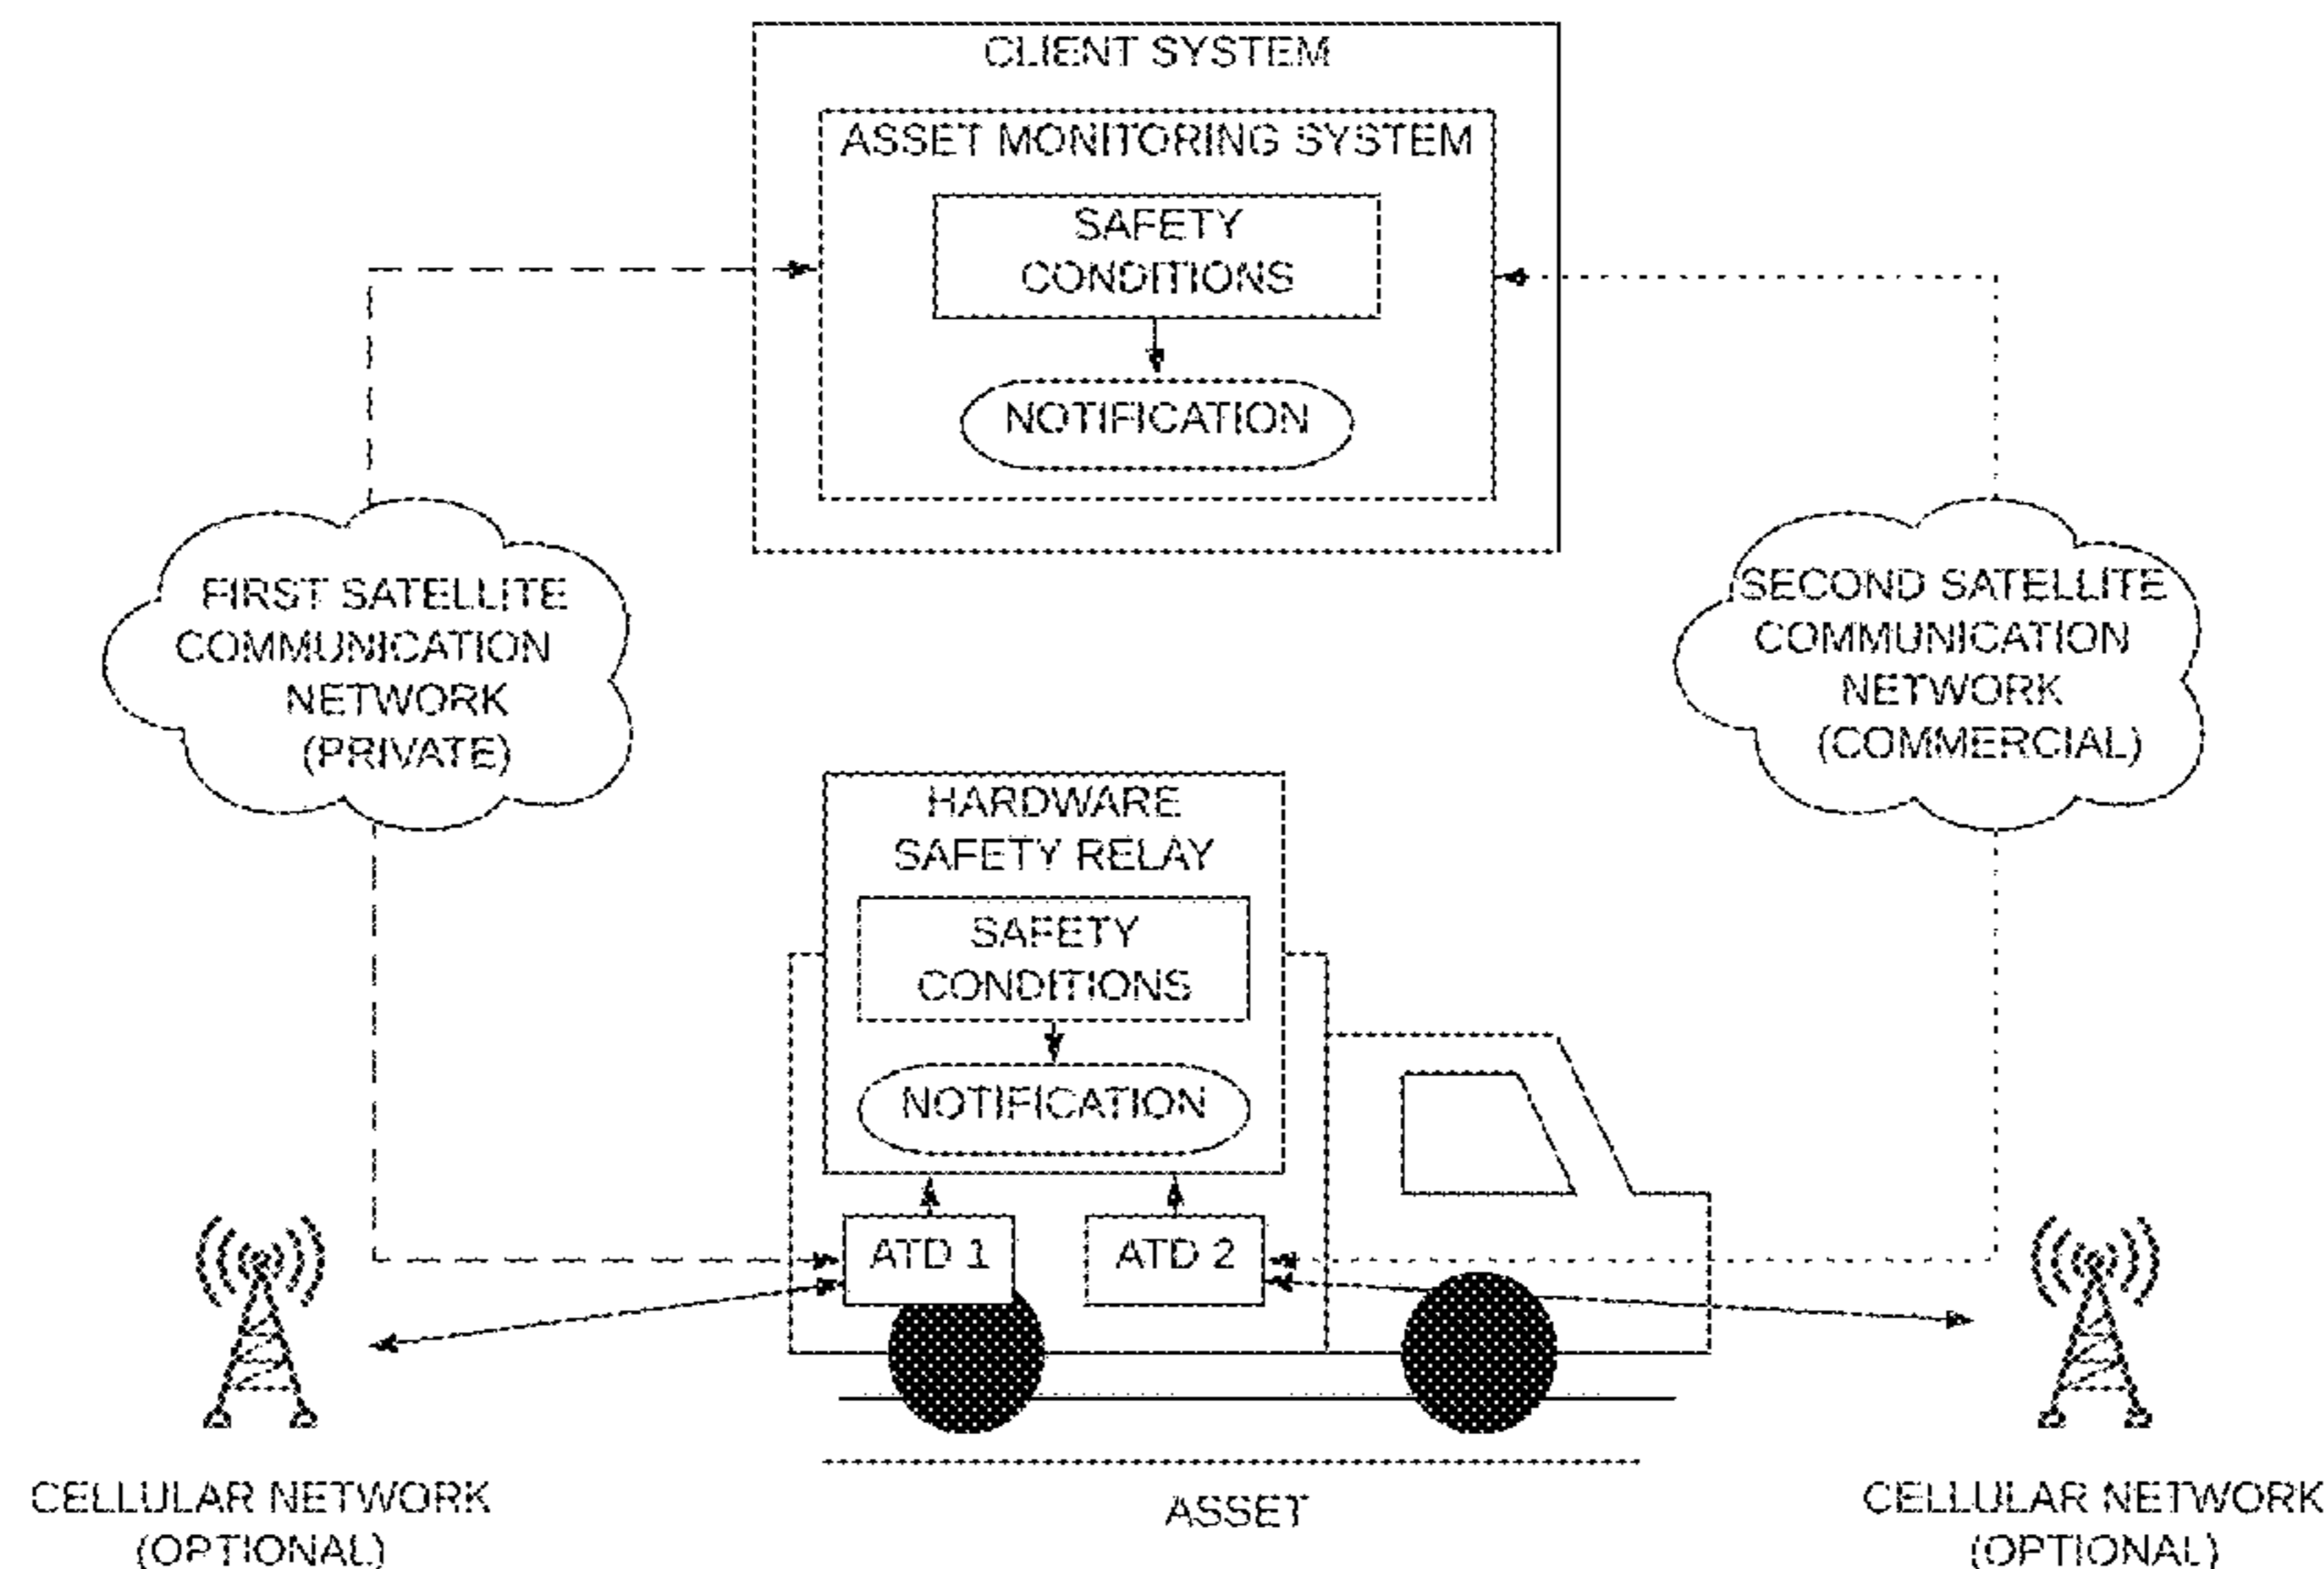 CLIENT SYSTEM
ASSET MONITORING SYSTEM
SAFETY
CONDITIONS
NOTIFICATION
FIRST SATELLITE
COMMUNICATION
NETWORK
(PRIVATE)
SECOND SATELLITE
COMMUNICATION
NETWORK
(COMMERCIAL)
HARDWARE
SAFETY RELAY
SAFETY
CONDITIONS
NOTIFICATION
ATD 1
ATD 2
CELLULAR NETWORK
(OPTIONAL)
ASSET
CELLULAR NETWORK
(OPTIONAL)